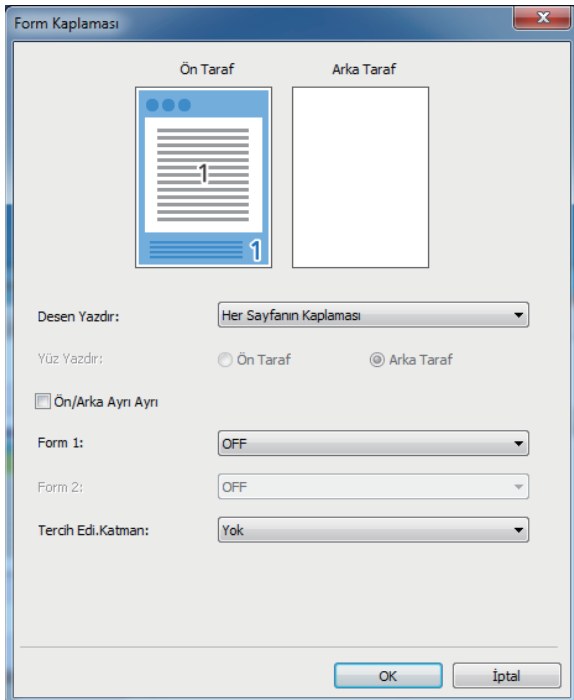 Form Kaplaması
Ön Taraf Arka Taraf
1
1
Desen Yazdır: Her Sayfanın Kaplaması
Yüz Yazdır: Ön Taraf Arka Taraf
Ön/Arka Ayrı Ayrı
Form 1: OFF
Form 2: OFF
Tercih Edi.Katman: Yok
OK İptal